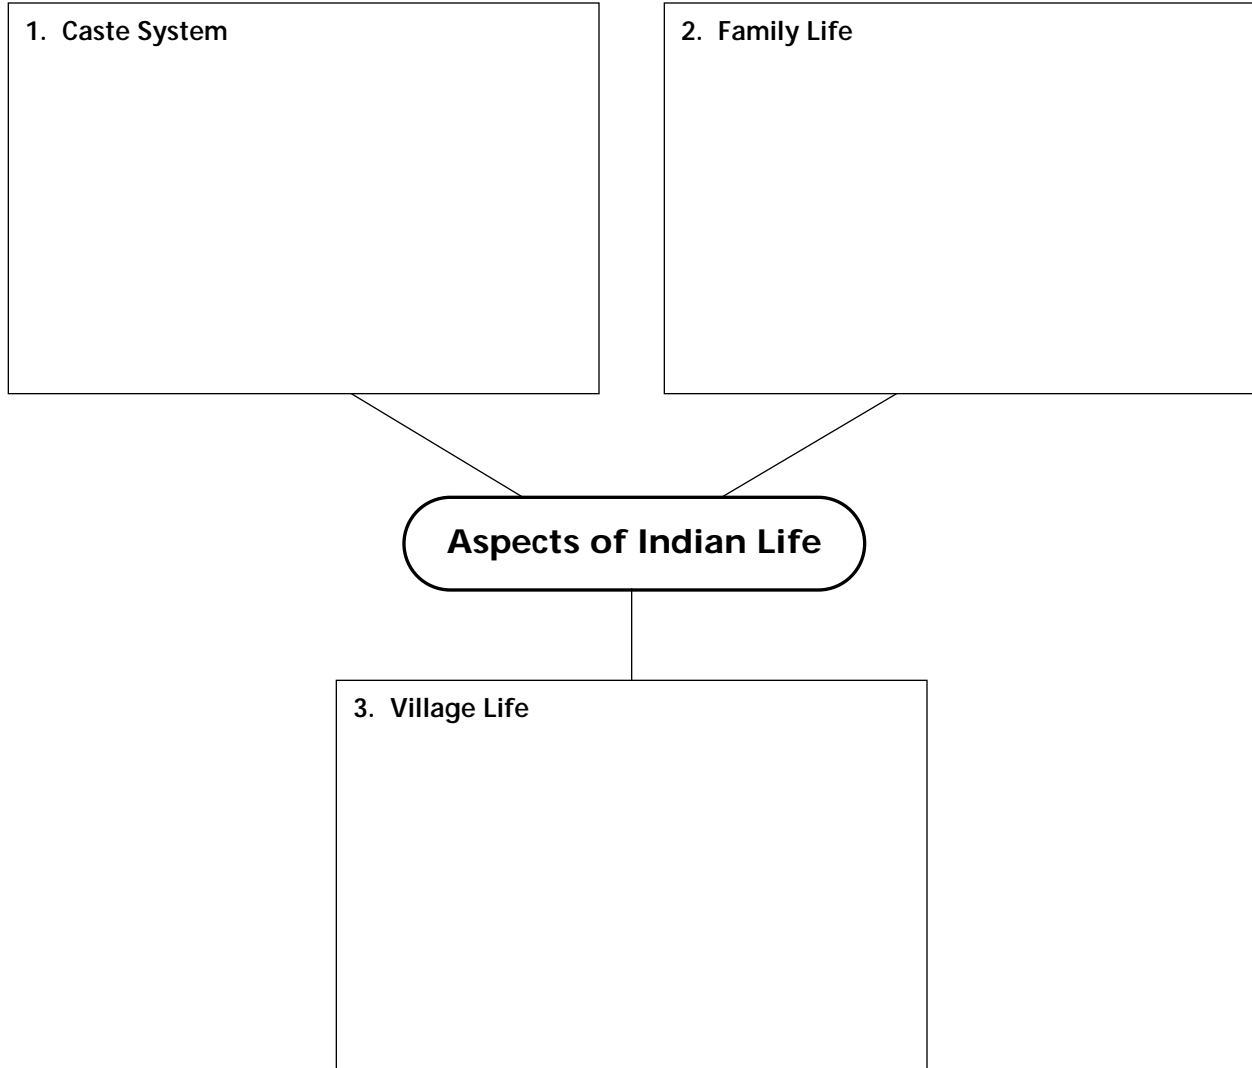 1. Caste System
2. Family Life
Aspects of Indian Life
3. Village Life